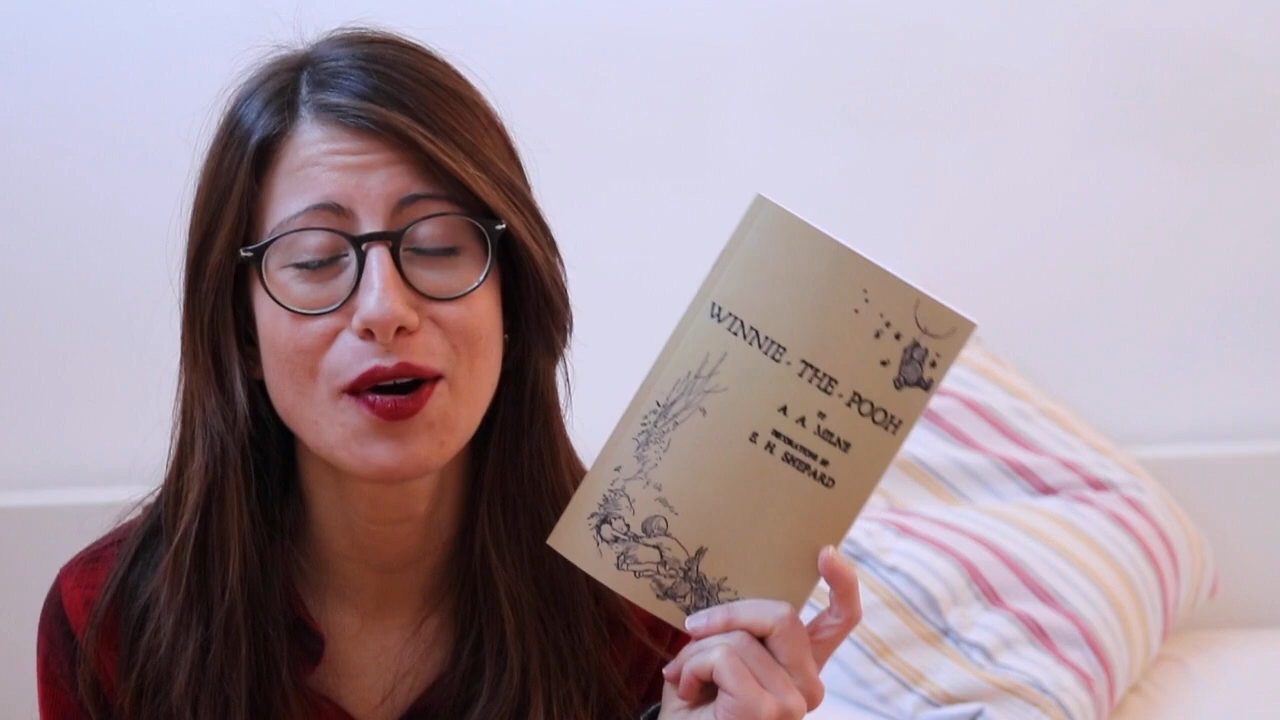 WINNIE-THE-POOH
BY
A. A. MILNE
DECORATIONS BY
E. H. SHEPARD